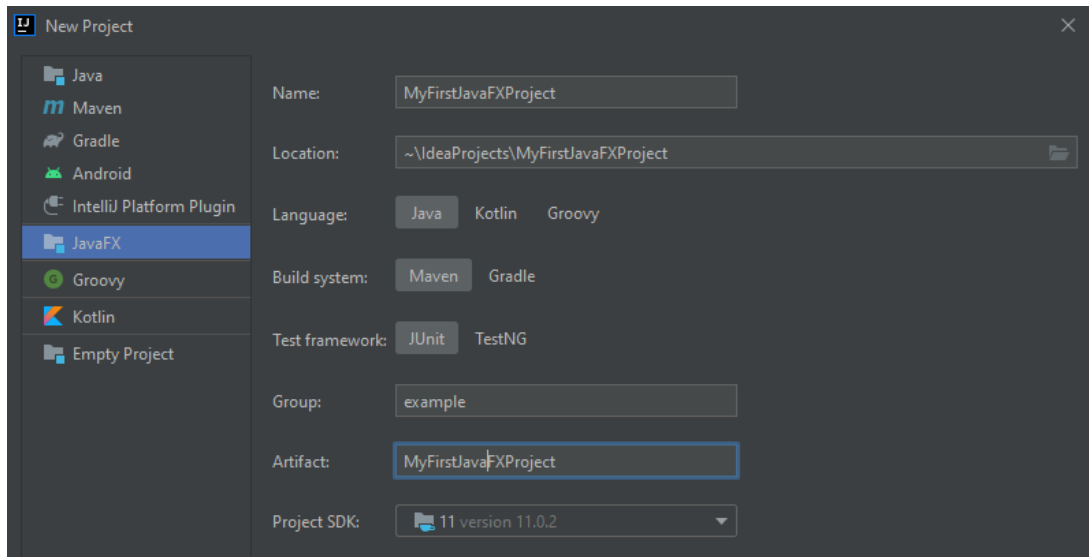 New Project
Java
Maven
Gradle
Android
IntelliJ Platform Plugin
JavaFX
Groovy
Kotlin
Empty Project
Name: MyFirstJavaFXProject
Location: ~\IdeaProjects\MyFirstJavaFXProject
Language: Java Kotlin Groovy
Build system: Maven Gradle
Test framework: JUnit TestNG
Group: example
Artifact: MyFirstJavaFXProject
Project SDK: 11 version 11.0.2